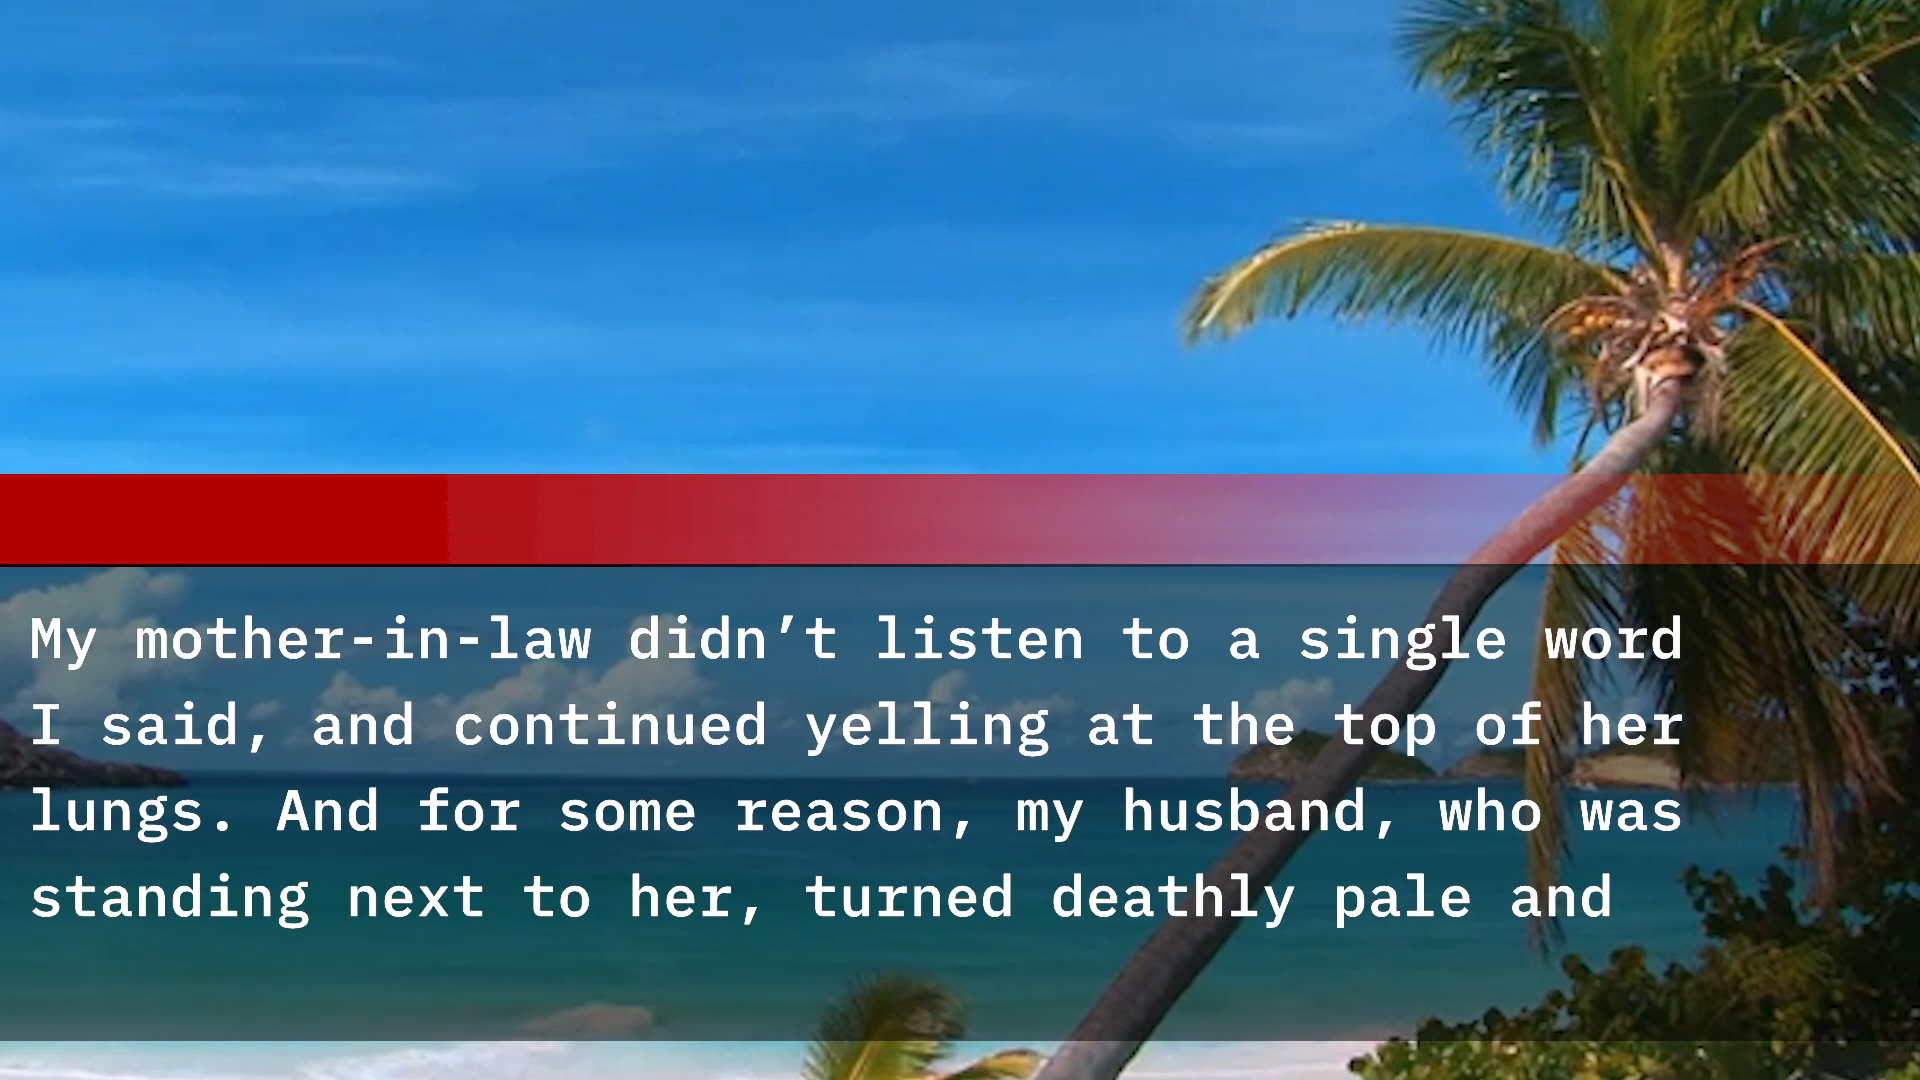 My mother-in-law didn’t listen to a single word
I said, and continued yelling at the top of her
lungs. And for some reason, my husband, who was
standing next to her, turned deathly pale and